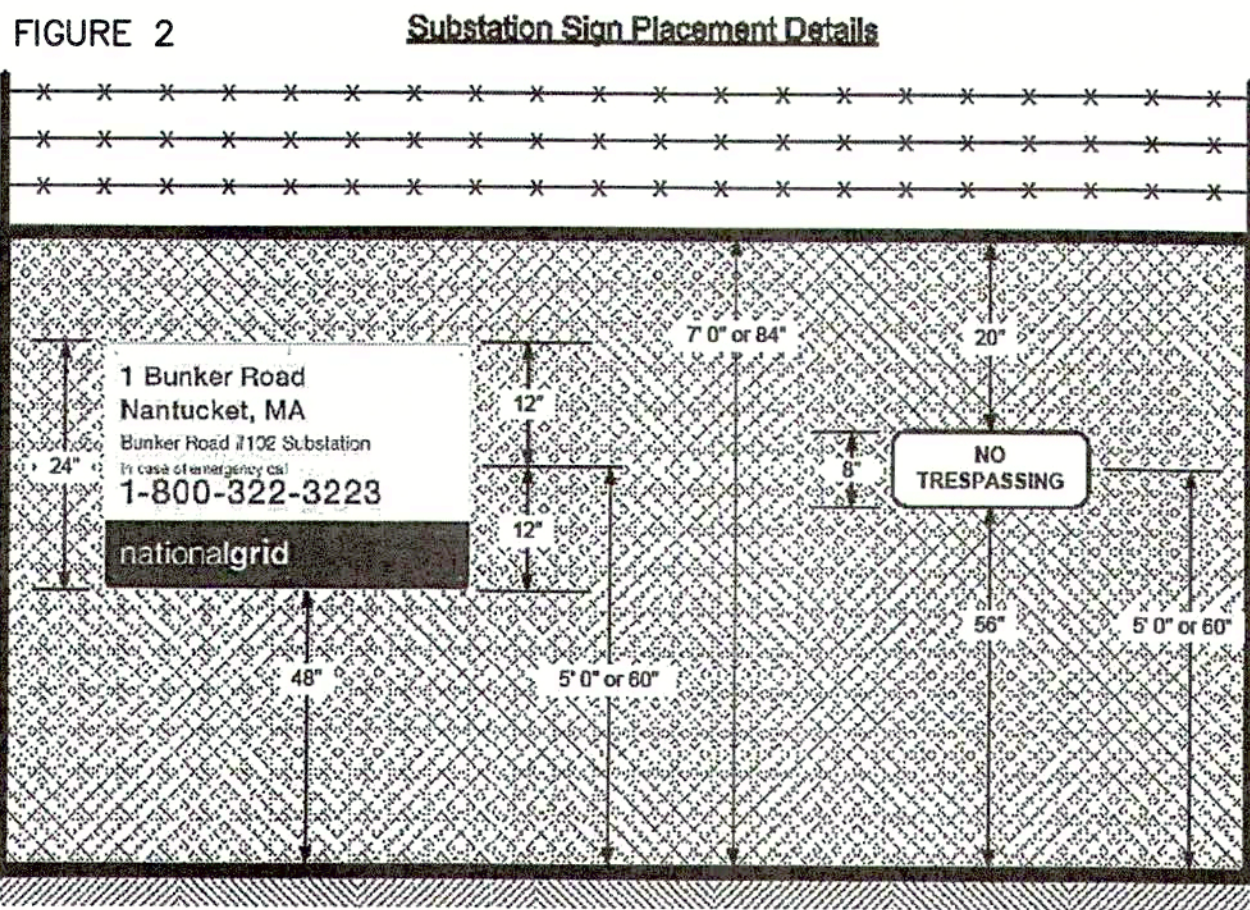 FIGURE 2
Substation Sign Placement Details
7' 0" or 84"
20"
1 Bunker Road
Nantucket, MA
Bunker Road #102 Substation
In case of emergency call
1-800-322-3223
nationalgrid
24"
12"
12"
48"
5' 0" or 60"
8"
NO
TRESPASSING
56"
5' 0" or 60"